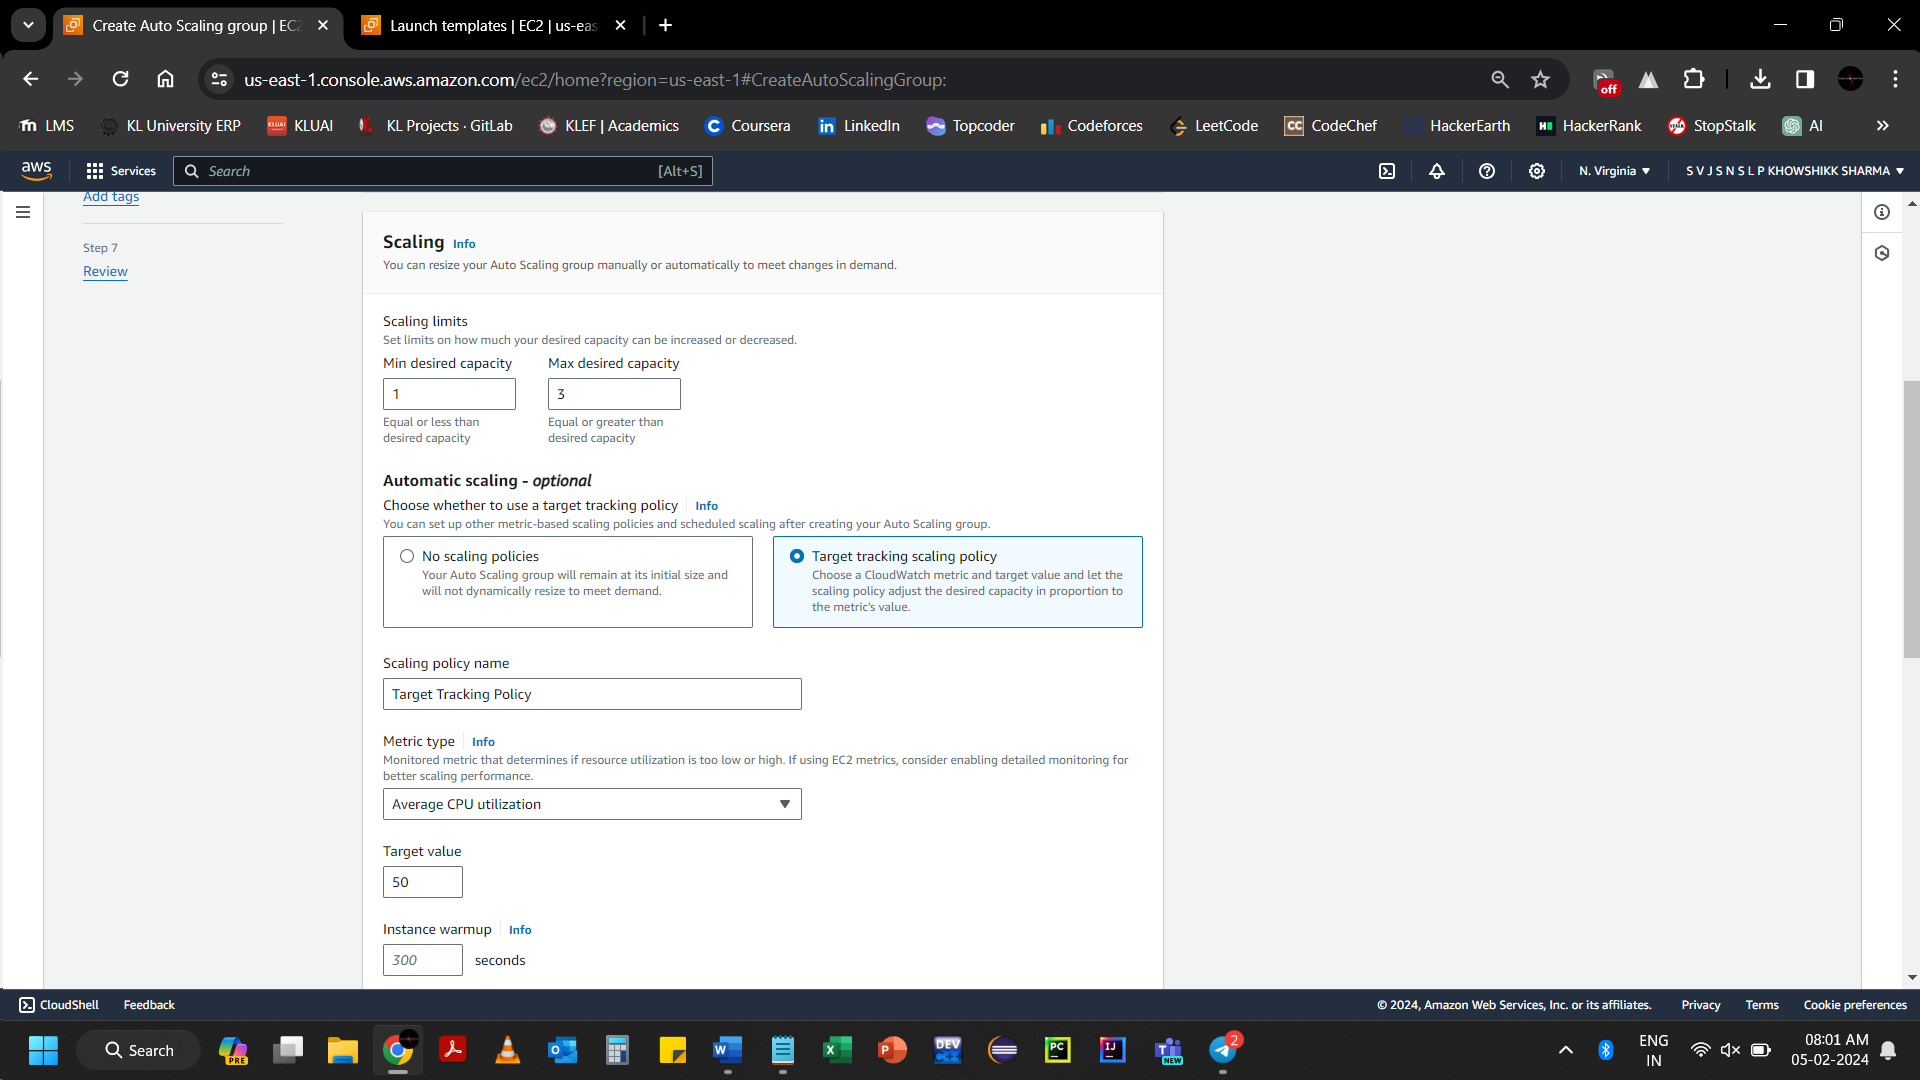 Create Auto Scaling group | EC2
Launch templates | EC2 | us-eas
us-east-1.console.aws.amazon.com/ec2/home?region=us-east-1#CreateAutoScalingGroup:
off
LMS
KL University ERP
KLUAI
KL Projects · GitLab
KLEF | Academics
Coursera
LinkedIn
Topcoder
Codeforces
LeetCode
CodeChef
HackerEarth
HackerRank
StopStalk
AI
aws
Services
Search
[Alt+S]
N. Virginia
S V J S N S L P KHOWSHIKK SHARMA
Add tags
Step 7
Review
Scaling Info
You can resize your Auto Scaling group manually or automatically to meet changes in demand.
Scaling limits
Set limits on how much your desired capacity can be increased or decreased.
Min desired capacity
Max desired capacity
1
3
Equal or less than
desired capacity
Equal or greater than
desired capacity
Automatic scaling - optional
Choose whether to use a target tracking policy Info
You can set up other metric-based scaling policies and scheduled scaling after creating your Auto Scaling group.
No scaling policies
Your Auto Scaling group will remain at its initial size and
will not dynamically resize to meet demand.
Target tracking scaling policy
Choose a CloudWatch metric and target value and let the
scaling policy adjust the desired capacity in proportion to
the metric's value.
Scaling policy name
Target Tracking Policy
Metric type Info
Monitored metric that determines if resource utilization is too low or high. If using EC2 metrics, consider enabling detailed monitoring for
better scaling performance.
Average CPU utilization
Target value
50
Instance warmup Info
300 seconds
CloudShell
Feedback
© 2024, Amazon Web Services, Inc. or its affiliates.
Privacy
Terms
Cookie preferences
Search
PRE
DEV
C++
PC
IJ
NEW
2
ENG
IN
08:01 AM
05-02-2024